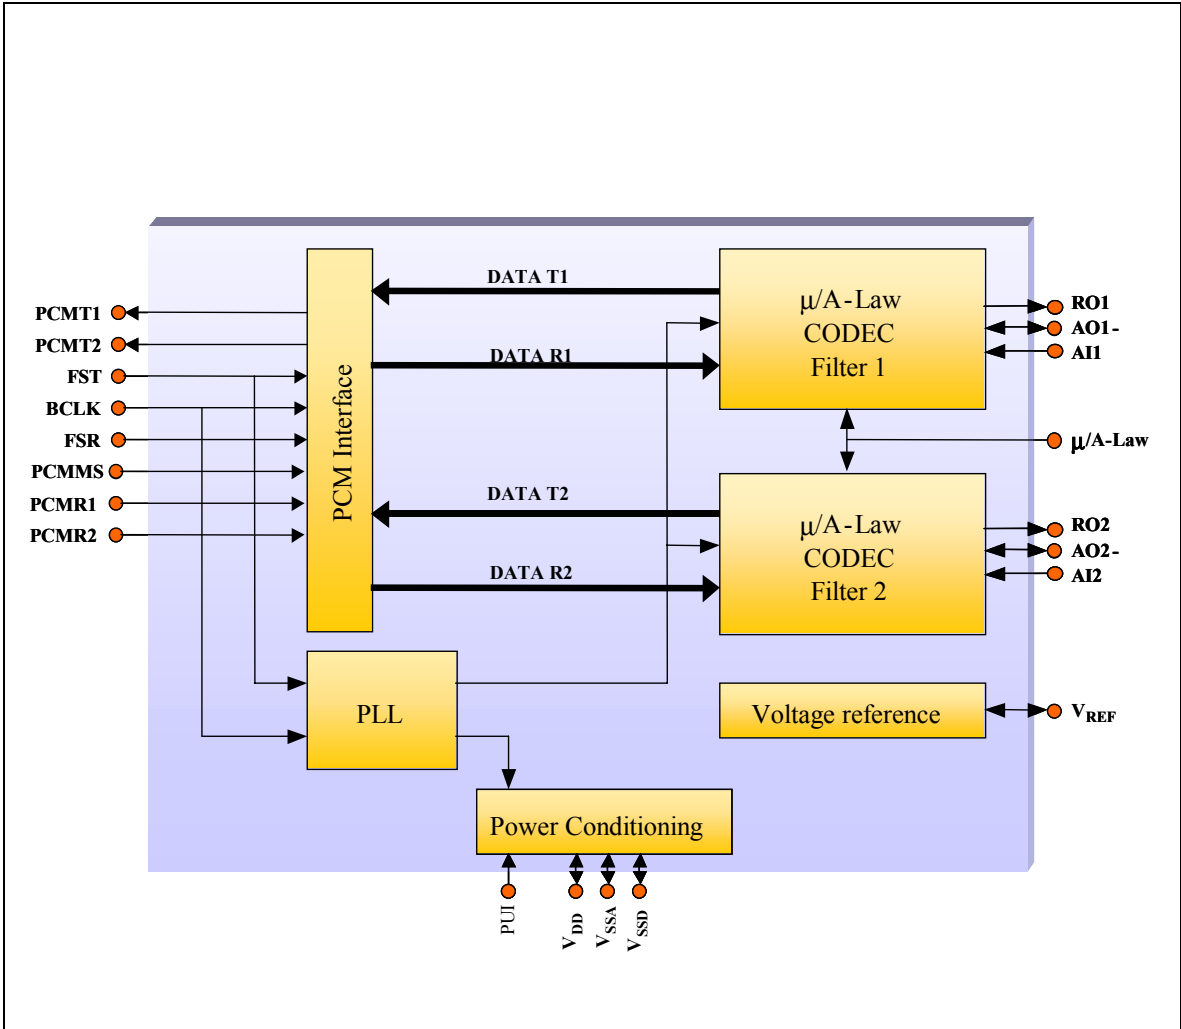 PCMT1
PCMT2
FST
BCLK
FSR
PCMMS
PCMR1
PCMR2
PCM Interface
DATA T1
DATA R1
DATA T2
DATA R2
μ/A-Law
CODEC
Filter 1
μ/A-Law
CODEC
Filter 2
RO1
AO1-
AI1
μ/A-Law
RO2
AO2-
AI2
PLL
Voltage reference
VREF
Power Conditioning
PUI
VDD
VSSA
VSSD